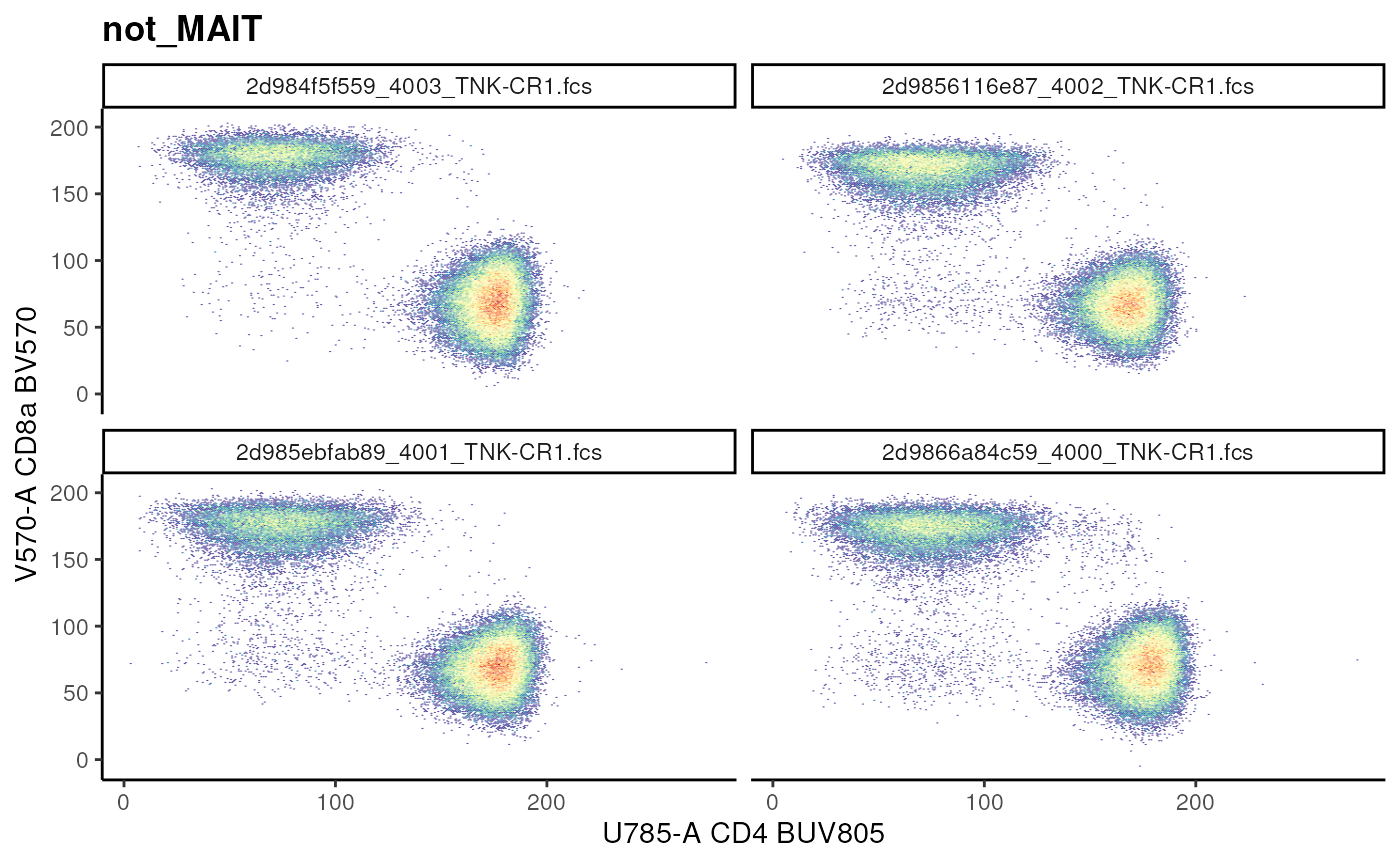 not_MAIT
2d984f5f559_4003_TNK-CR1.fcs
2d9856116e87_4002_TNK-CR1.fcs
200
150
100
50
0
2d985ebfab89_4001_TNK-CR1.fcs
2d9866a84c59_4000_TNK-CR1.fcs
200
150
100
50
0
V570-A CD8a BV570
0
100
200
0
100
200
U785-A CD4 BUV805